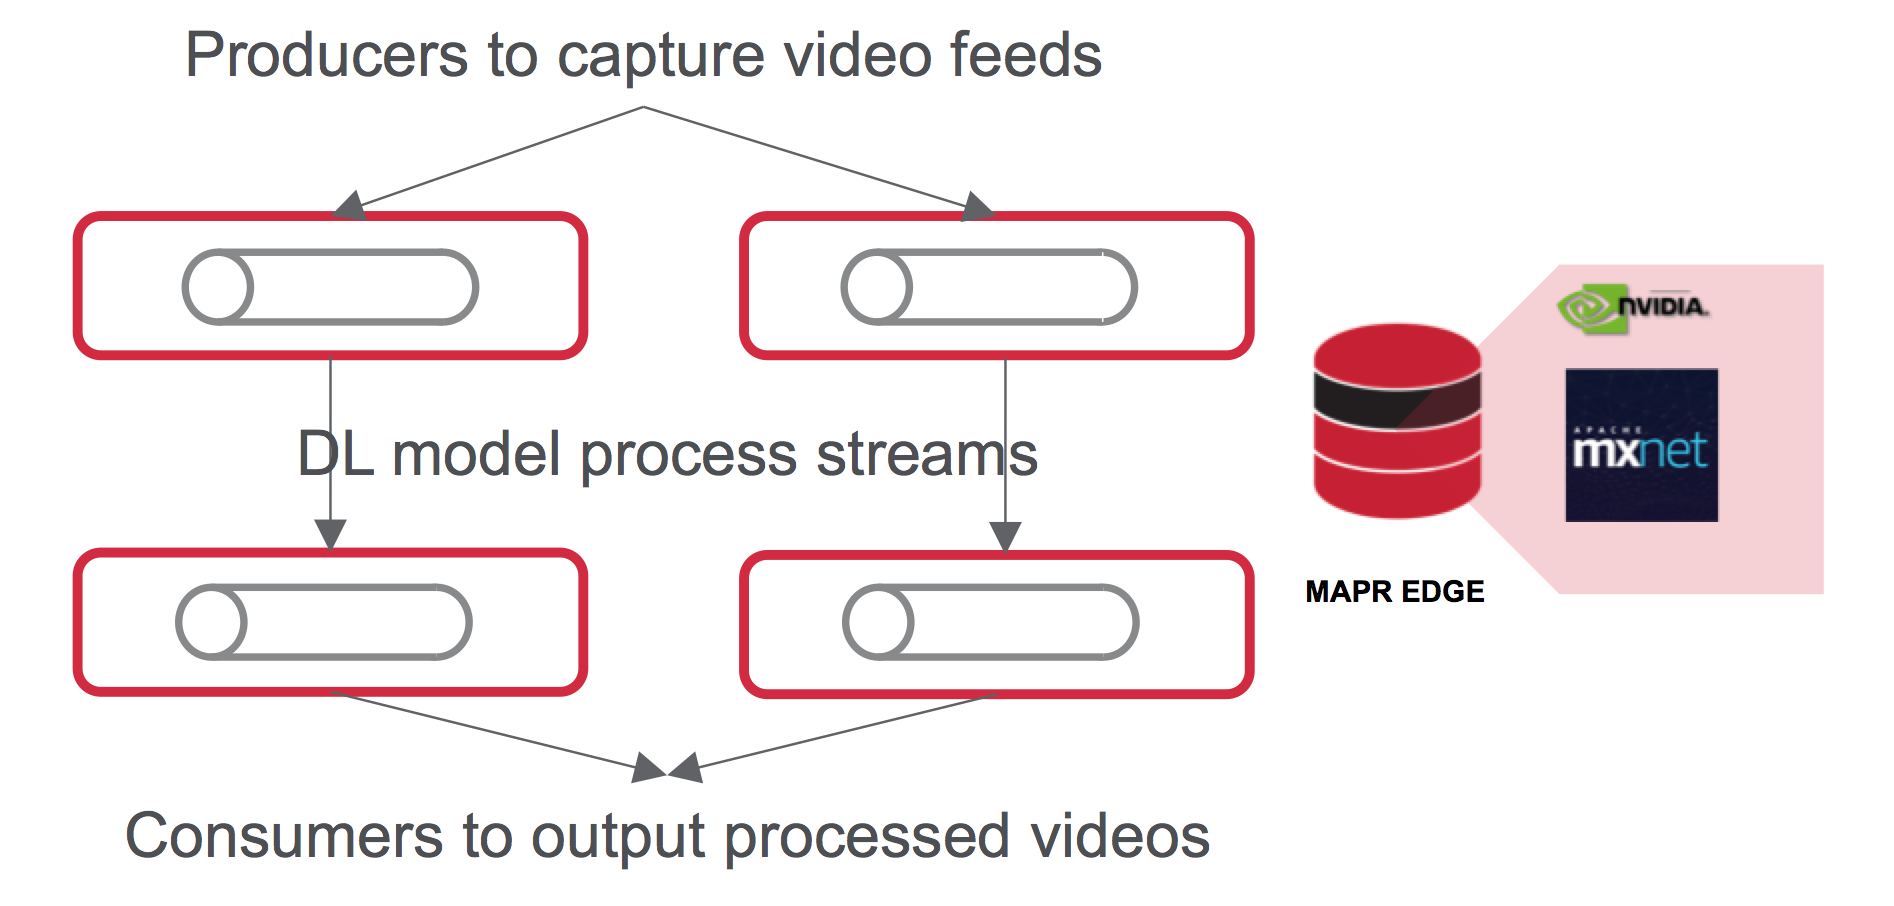 Producers to capture video feeds
NVIDIA.
APACHE
mxnet
DL model process streams
MAPR EDGE
Consumers to output processed videos